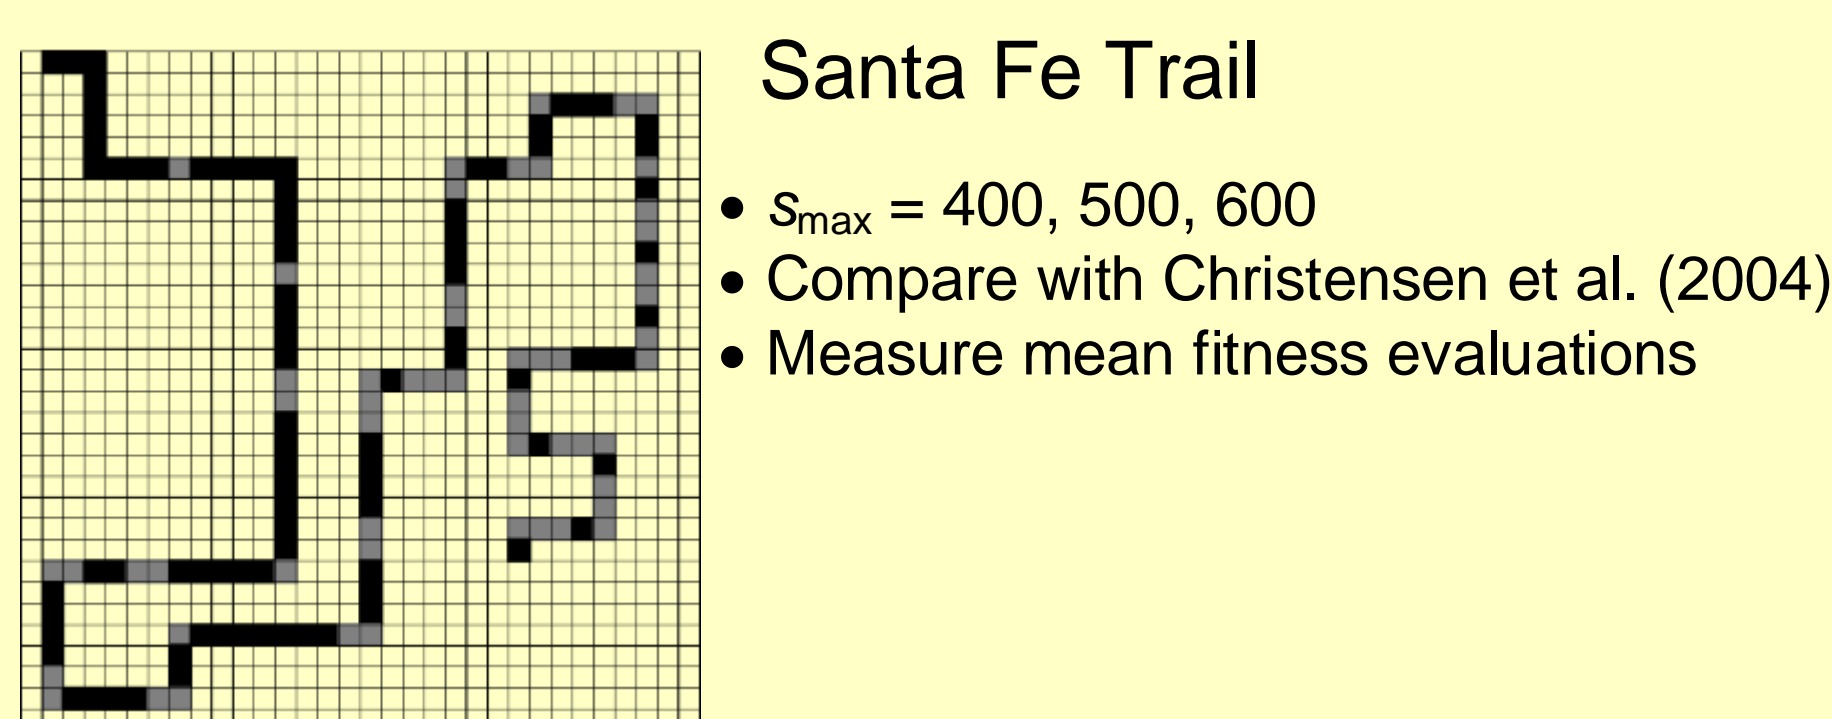 Santa Fe Trail
• smax = 400, 500, 600
• Compare with Christensen et al. (2004)
• Measure mean fitness evaluations